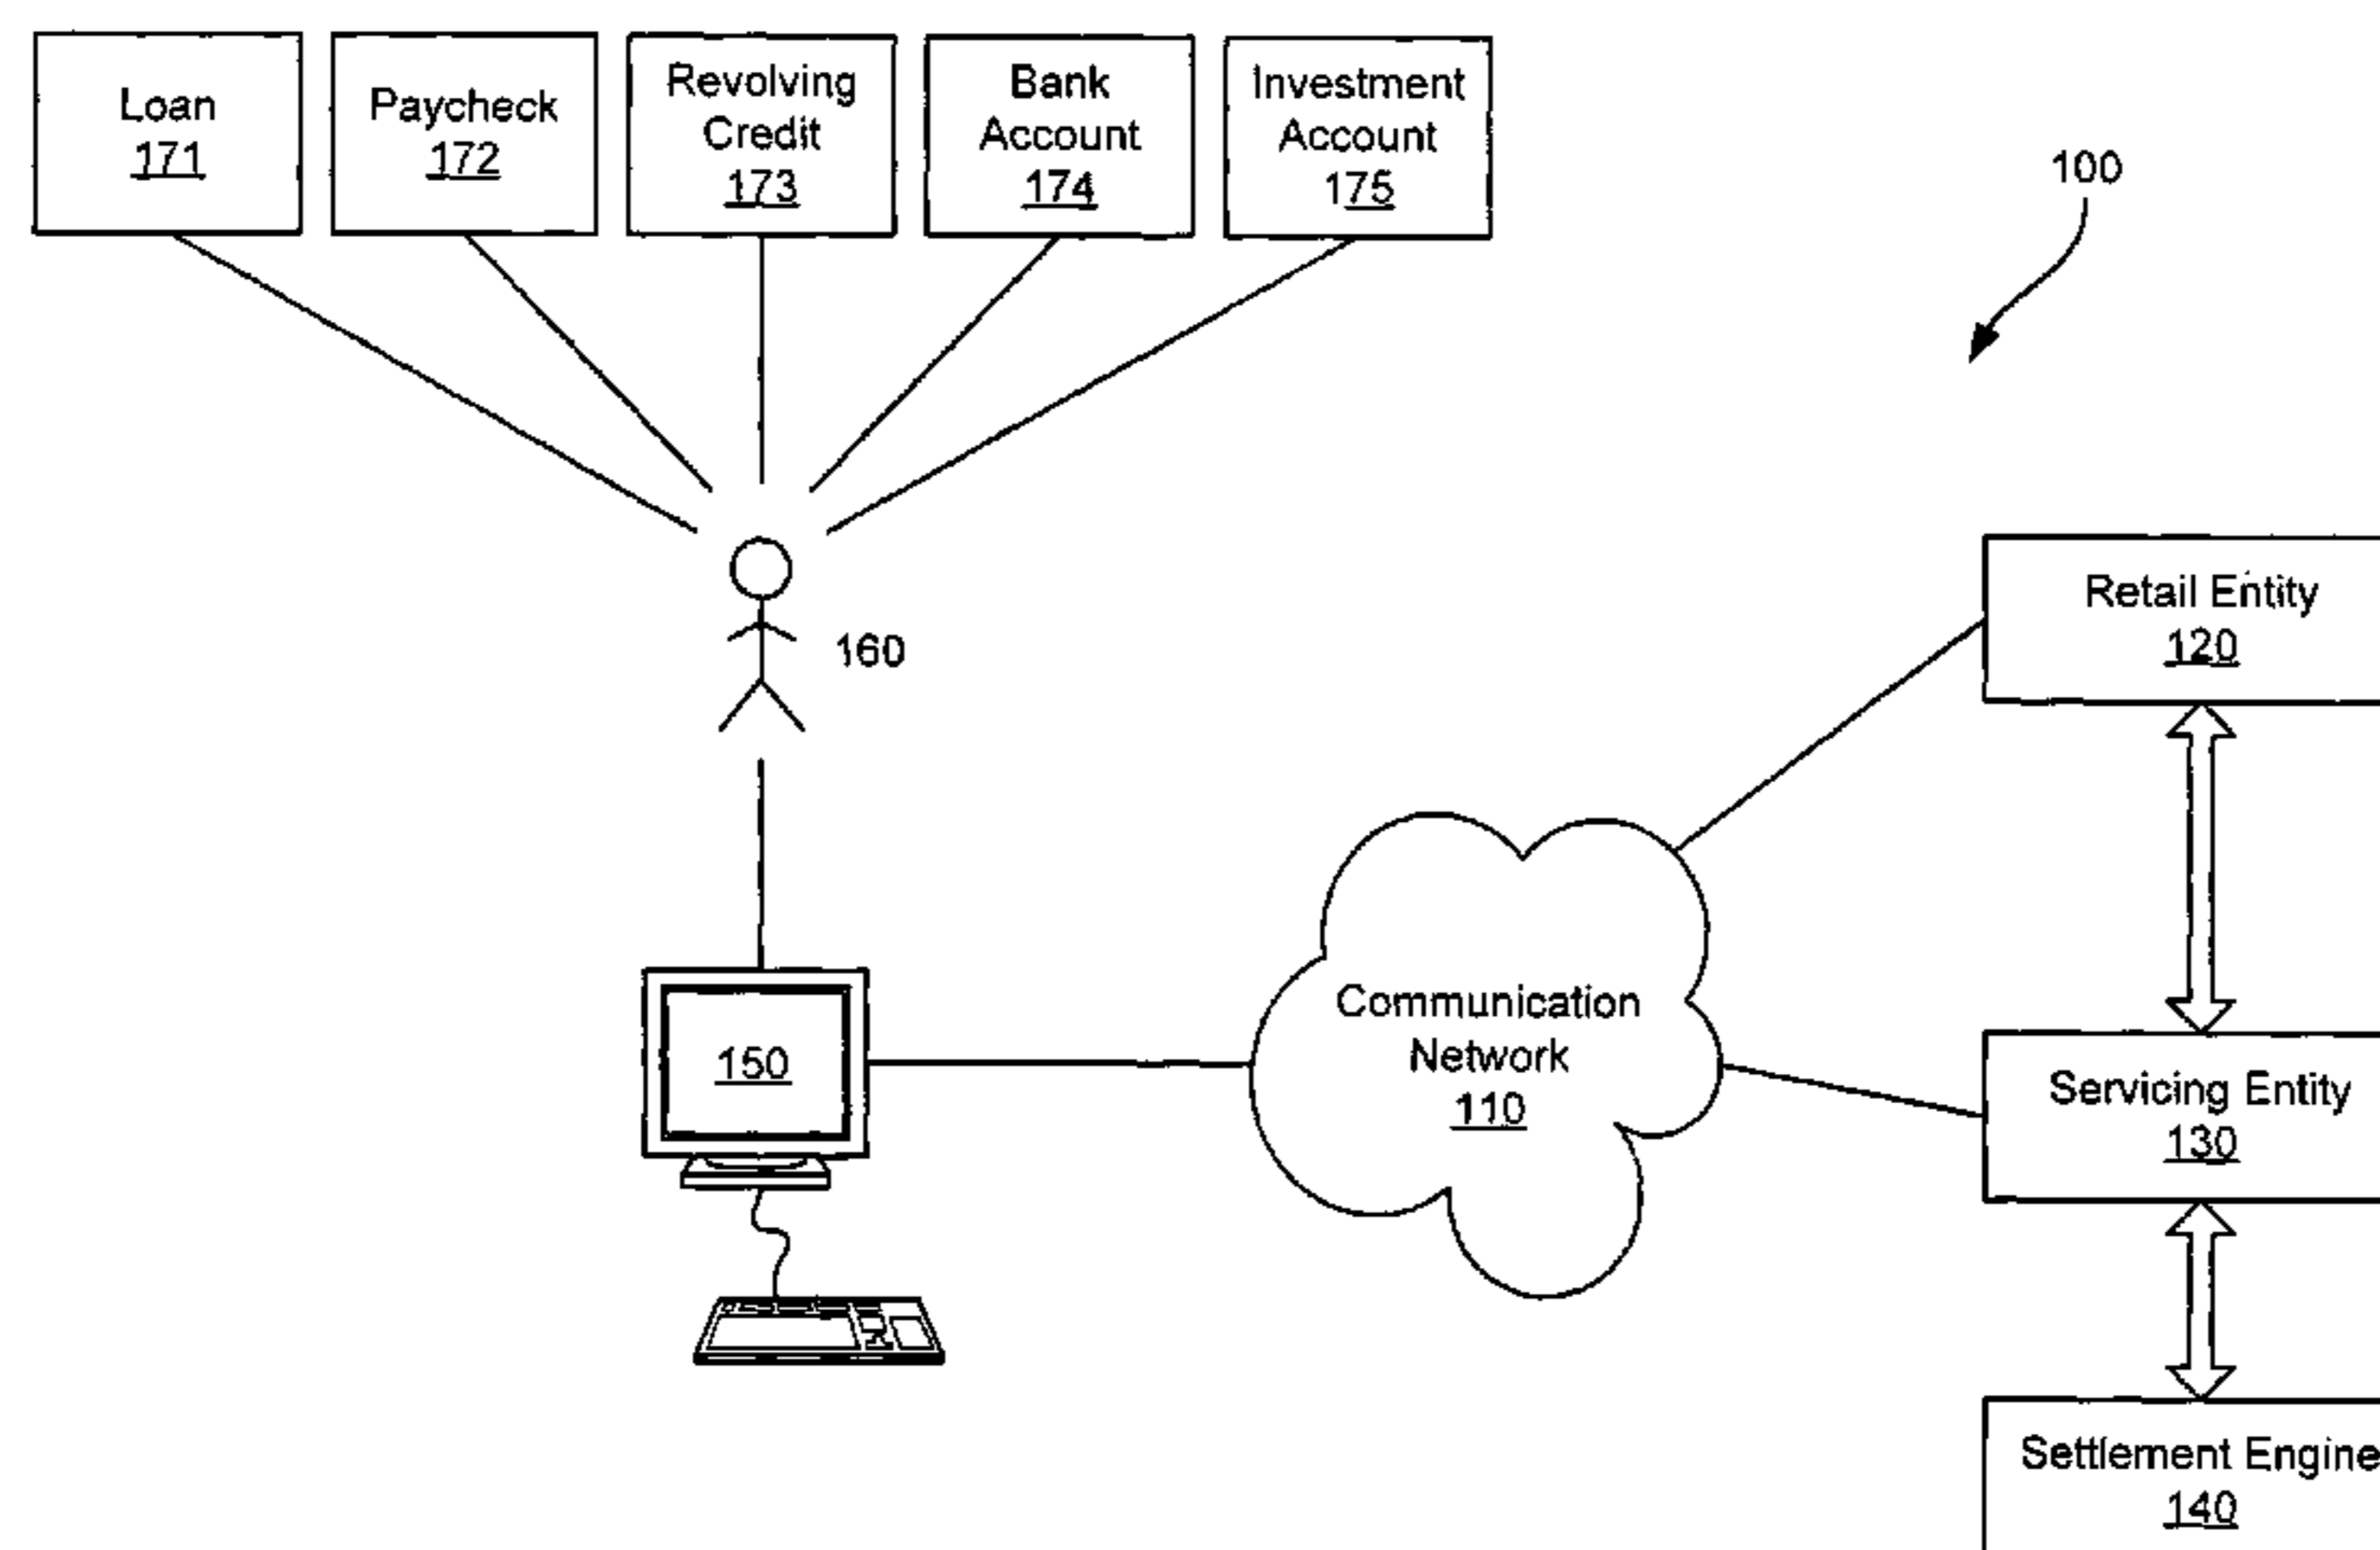 Loan
171
Paycheck
172
Revolving
Credit
173
Bank
Account
174
Investment
Account
175
100
160
Retail Entity
120
Communication
Network
110
150
Servicing Entity
130
Settlement Engine
140